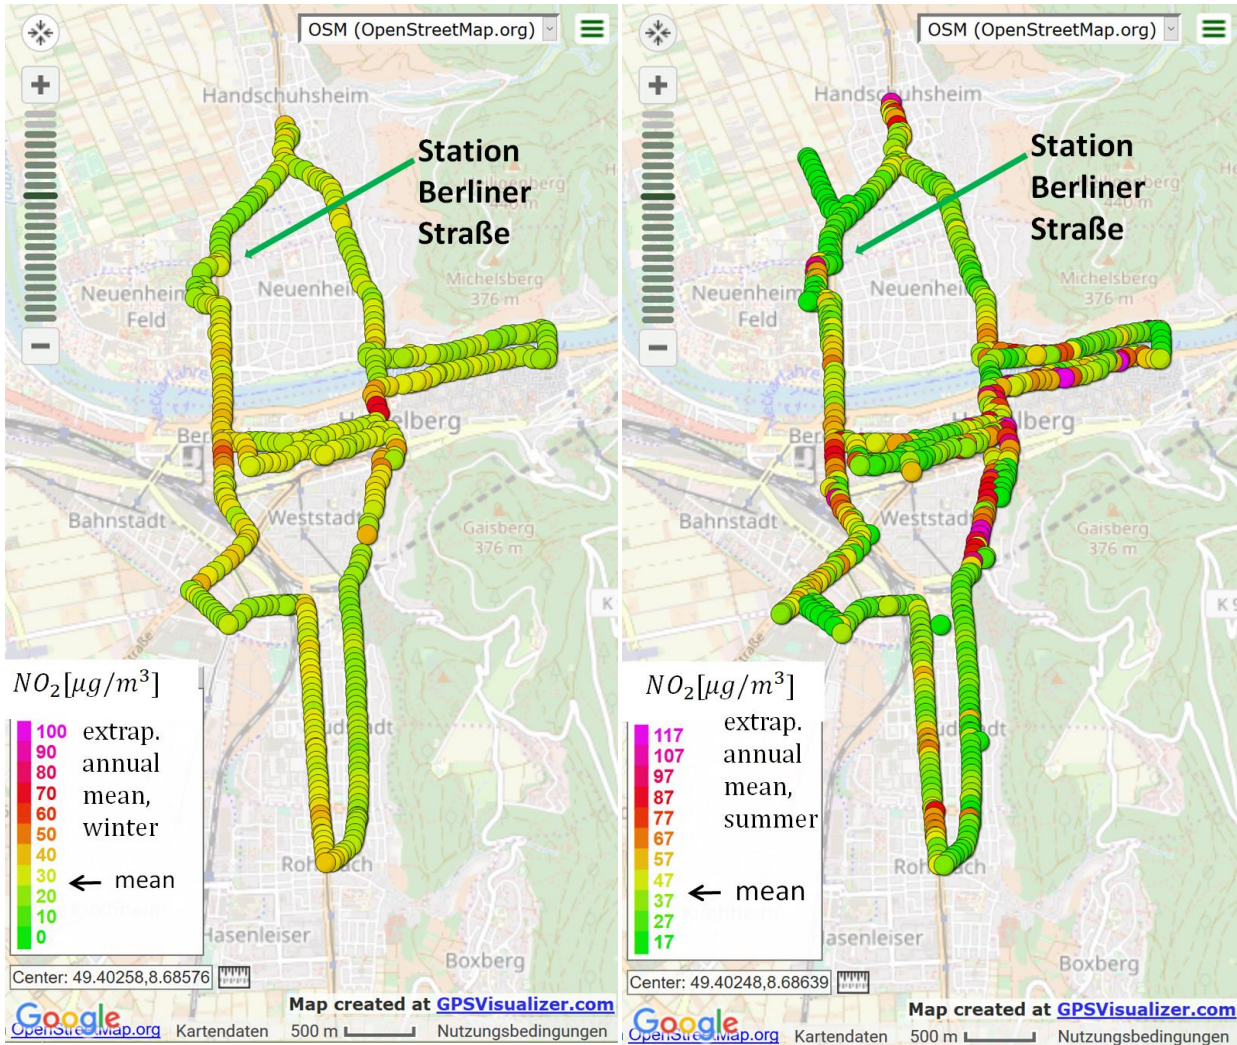 OSM (OpenStreetMap.org)
Handschuhsheim
Station
Berliner
Straße
Michelsberg
376 m
Neuenheim
Feld
Neuenheim
Bahnstadt
Weststadt
Gaisberg
376 m
Rohrbach
Hasenleiser
Boxberg
NO₂[μg/m³]
100
90
80
70
60
50
40
30
20
10
0
extrap.
annual
mean,
winter
← mean
Center: 49.40258,8.68576
Map created at GPSVisualizer.com
Google
OpenStreetMap.org
Kartendaten
500 m
Nutzungsbedingungen
OSM (OpenStreetMap.org)
Handschuhsheim
Station
Berliner
Straße
Michelsberg
376 m
Neuenheim
Feld
Neuenheim
Bahnstadt
Weststadt
Gaisberg
376 m
Boxberg
NO₂[μg/m³]
117
107
97
87
77
67
57
47
37
27
17
extrap.
annual
mean,
summer
← mean
Center: 49.40248,8.68639
Map created at GPSVisualizer.com
Google
OpenStreetMap.org
Kartendaten
500 m
Nutzungsbedingungen